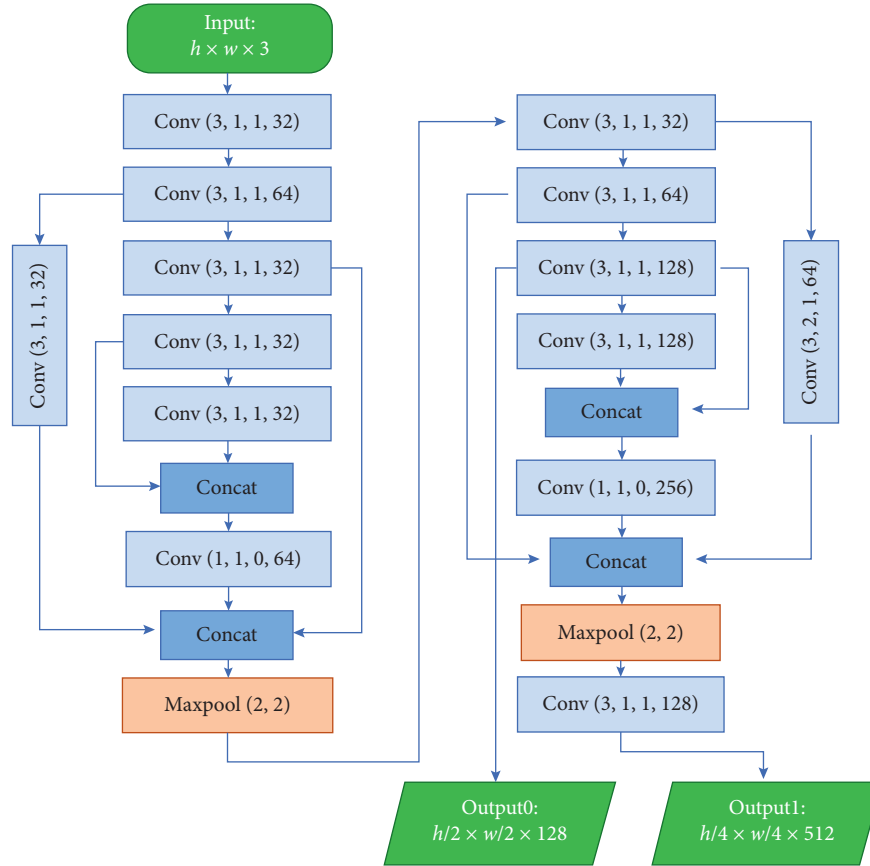 Input:
h × w × 3
Conv (3, 1, 1, 32)
Conv (3, 1, 1, 64)
Conv (3, 1, 1, 32)
Conv (3, 1, 1, 32)
Conv (3, 1, 1, 32)
Conv (3, 1, 1, 32)
Concat
Conv (1, 1, 0, 64)
Concat
Maxpool (2, 2)
Conv (3, 1, 1, 32)
Conv (3, 1, 1, 64)
Conv (3, 1, 1, 128)
Conv (3, 2, 1, 64)
Conv (3, 1, 1, 128)
Concat
Conv (1, 1, 0, 256)
Concat
Maxpool (2, 2)
Conv (3, 1, 1, 128)
Output0:
h/2 × w/2 × 128
Output1:
h/4 × w/4 × 512